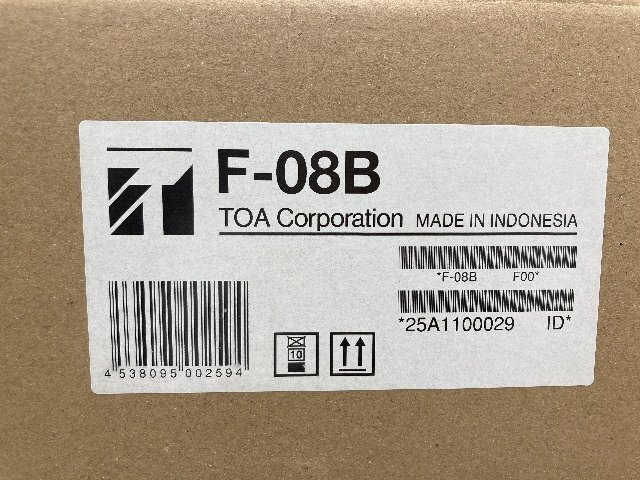 F-08B
TOA Corporation MADE IN INDONESIA
*F-08B F00*
*25A1100029 ID*
4 538095 002594
10